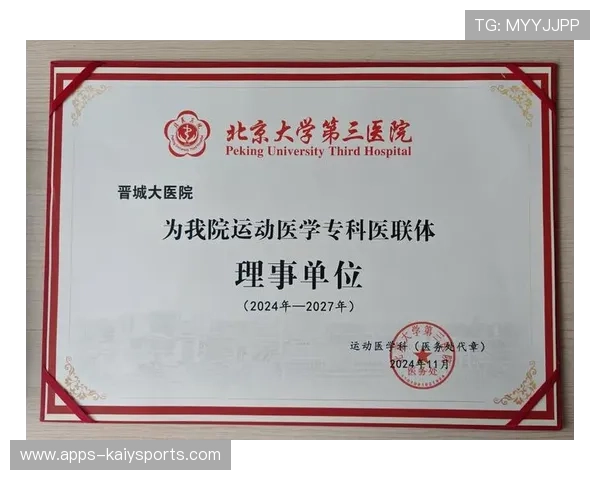 TG: MYYJJPP
北京大学第三医院
Peking University Third Hospital
晋城大医院
为我院运动医学专科医联体
理事单位
(2024年—2027年)
运动医学科（医务处代章）
2024年11月
医务处
www.apps-kaiysports.com